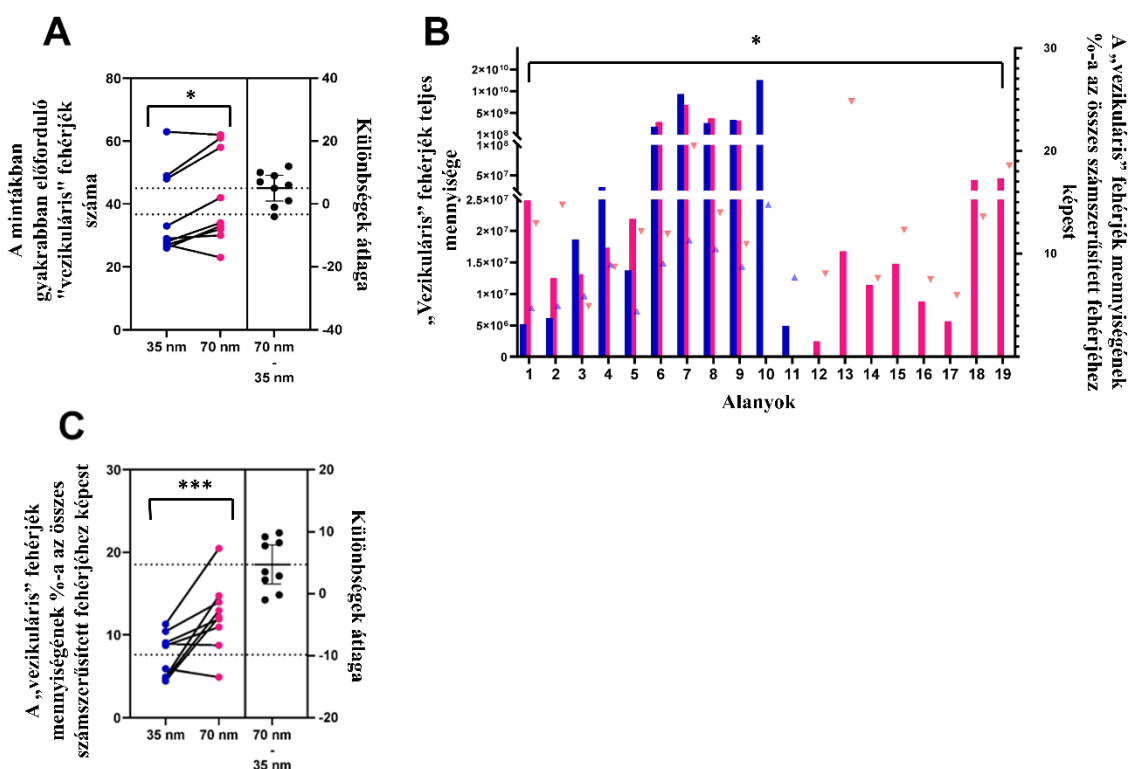 A
A mintákban
gyakrabban előforduló
"vezikuláris" fehérjék
száma
80
60
40
20
0
*
40
20
0
-20
-40
Különbségek átlaga
35 nm
70 nm
70 nm
-
35 nm
B
„Vezikuláris” fehérjék teljes
mennyisége
2×10¹⁰
1×10¹⁰
5×10⁹
1×10⁸
1×10⁸
5×10⁷
2.5×10⁷
2×10⁷
1.5×10⁷
1×10⁷
5×10⁶
0
*
30
20
10
A „vezikuláris” fehérjék mennyiségének
%-a az összes számszerűsített fehérjéhez
képest
1 2 3 4 5 6 7 8 9 10 11 12 13 14 15 16 17 18 19
Alanyok
C
A „vezikuláris” fehérjék
mennyiségének %-a az összes
számszerűsített fehérjéhez képest
30
20
10
0
***
20
10
0
-10
-20
Különbségek átlaga
35 nm
70 nm
70 nm
-
35 nm